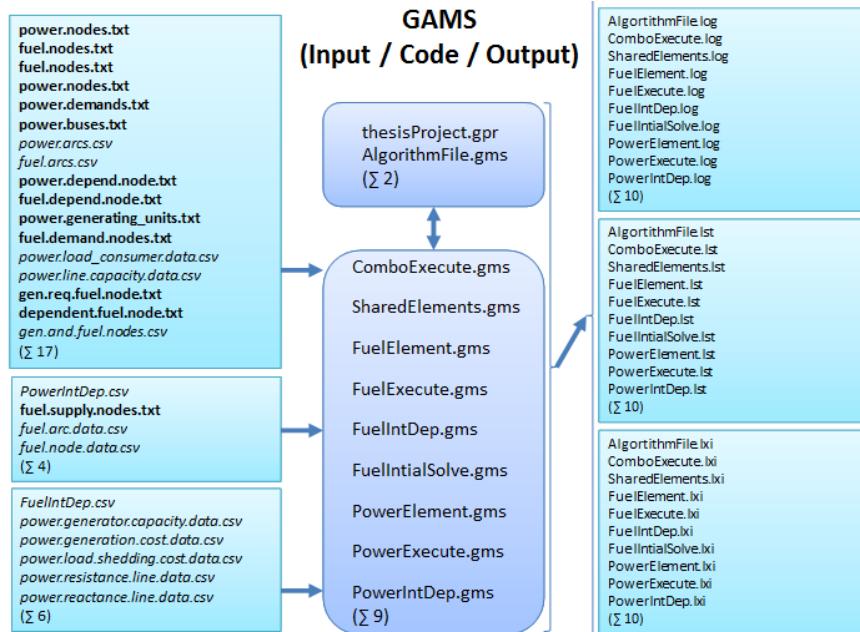 GAMS
(Input / Code / Output)
power.nodes.txt
fuel.nodes.txt
fuel.nodes.txt
power.nodes.txt
power.demands.txt
power.buses.txt
power.arcs.csv
fuel.arcs.csv
power.depend.node.txt
fuel.depend.node.txt
power.generating_units.txt
fuel.demand.nodes.txt
power.load_consumer.data.csv
power.line.capacity.data.csv
gen.req.fuel.node.txt
dependent.fuel.node.txt
gen.and.fuel.nodes.csv
(∑ 17)
PowerIntDep.csv
fuel.supply.nodes.txt
fuel.arc.data.csv
fuel.node.data.csv
(∑ 4)
FuelIntDep.csv
power.generator.capacity.data.csv
power.generation.cost.data.csv
power.load.shedding.cost.data.csv
power.resistance.line.data.csv
power.reactance.line.data.csv
(∑ 6)
thesisProject.gpr
AlgorithmFile.gms
(∑ 2)
ComboExecute.gms
SharedElements.gms
FuelElement.gms
FuelExecute.gms
FuelIntDep.gms
FuelIntialSolve.gms
PowerElement.gms
PowerExecute.gms
PowerIntDep.gms
(∑ 9)
AlgortithmFile.log
ComboExecute.log
SharedElements.log
FuelElement.log
FuelExecute.log
FuelIntDep.log
FuelIntialSolve.log
PowerElement.log
PowerExecute.log
PowerIntDep.log
(∑ 10)
AlgortithmFile.lst
ComboExecute.lst
SharedElements.lst
FuelElement.lst
FuelExecute.lst
FuelIntDep.lst
FuelIntialSolve.lst
PowerElement.lst
PowerExecute.lst
PowerIntDep.lst
(∑ 10)
AlgortithmFile.lxi
ComboExecute.lxi
SharedElements.lxi
FuelElement.lxi
FuelExecute.lxi
FuelIntDep.lxi
FuelIntialSolve.lxi
PowerElement.lxi
PowerExecute.lxi
PowerIntDep.lxi
(∑ 10)